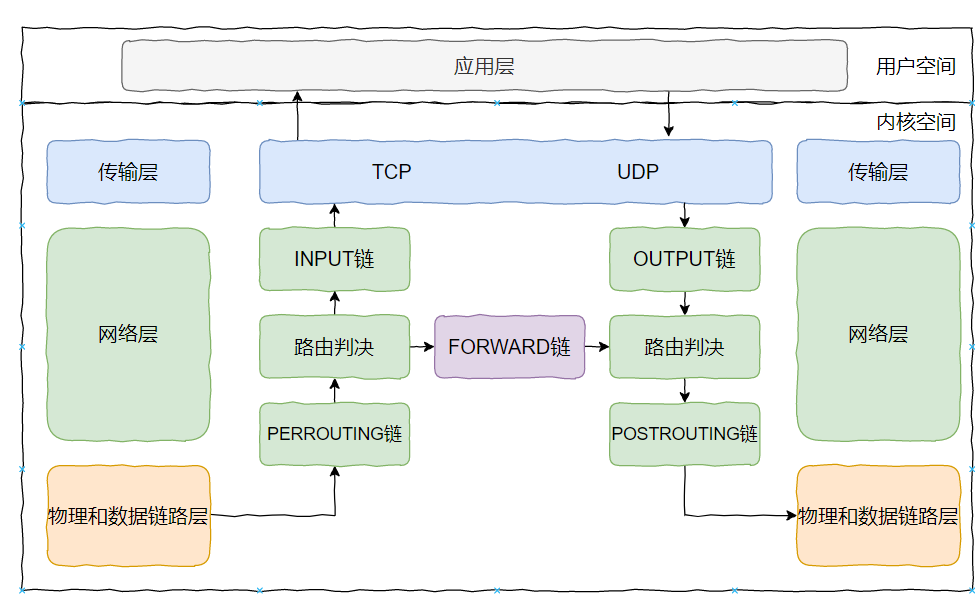 应用层
用户空间
内核空间
传输层
TCP
UDP
传输层
INPUT链
OUTPUT链
网络层
路由判决
FORWARD链
路由判决
网络层
PERROUTING链
POSTROUTING链
物理和数据链路层
物理和数据链路层